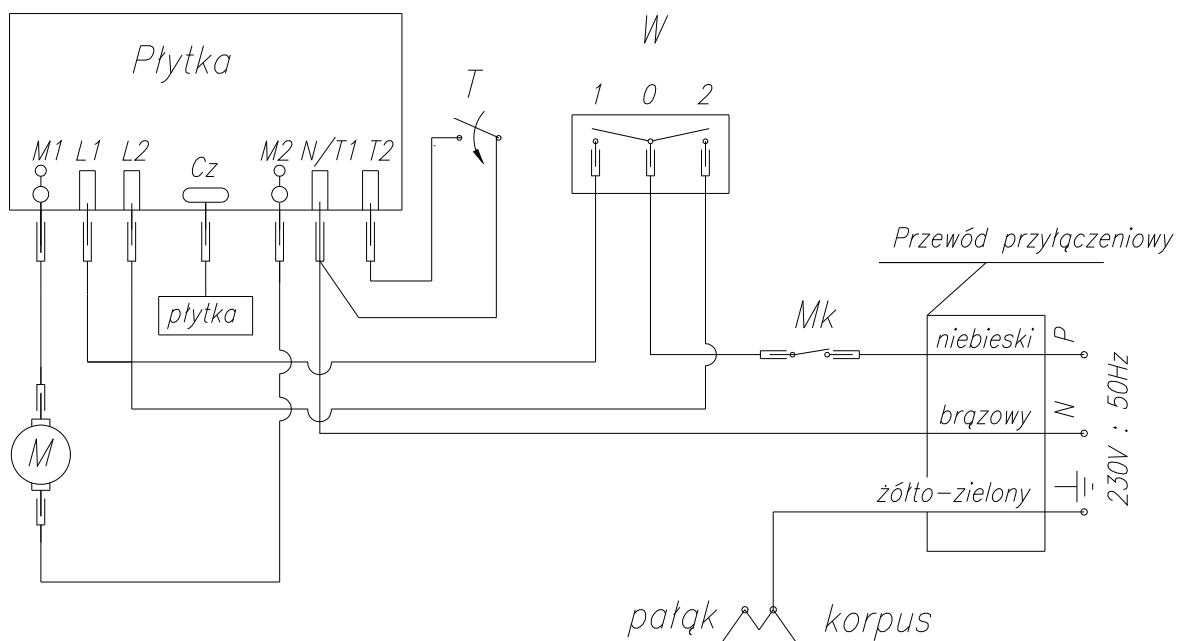 Płytka
W
T
1 0 2
M1 L1 L2 Cz M2 N/T1 T2
Przewód przyłączeniowy
płytka
Mk
niebieski P
brązowy N
żółto-zielony
230V : 50Hz
M
pałąk korpus